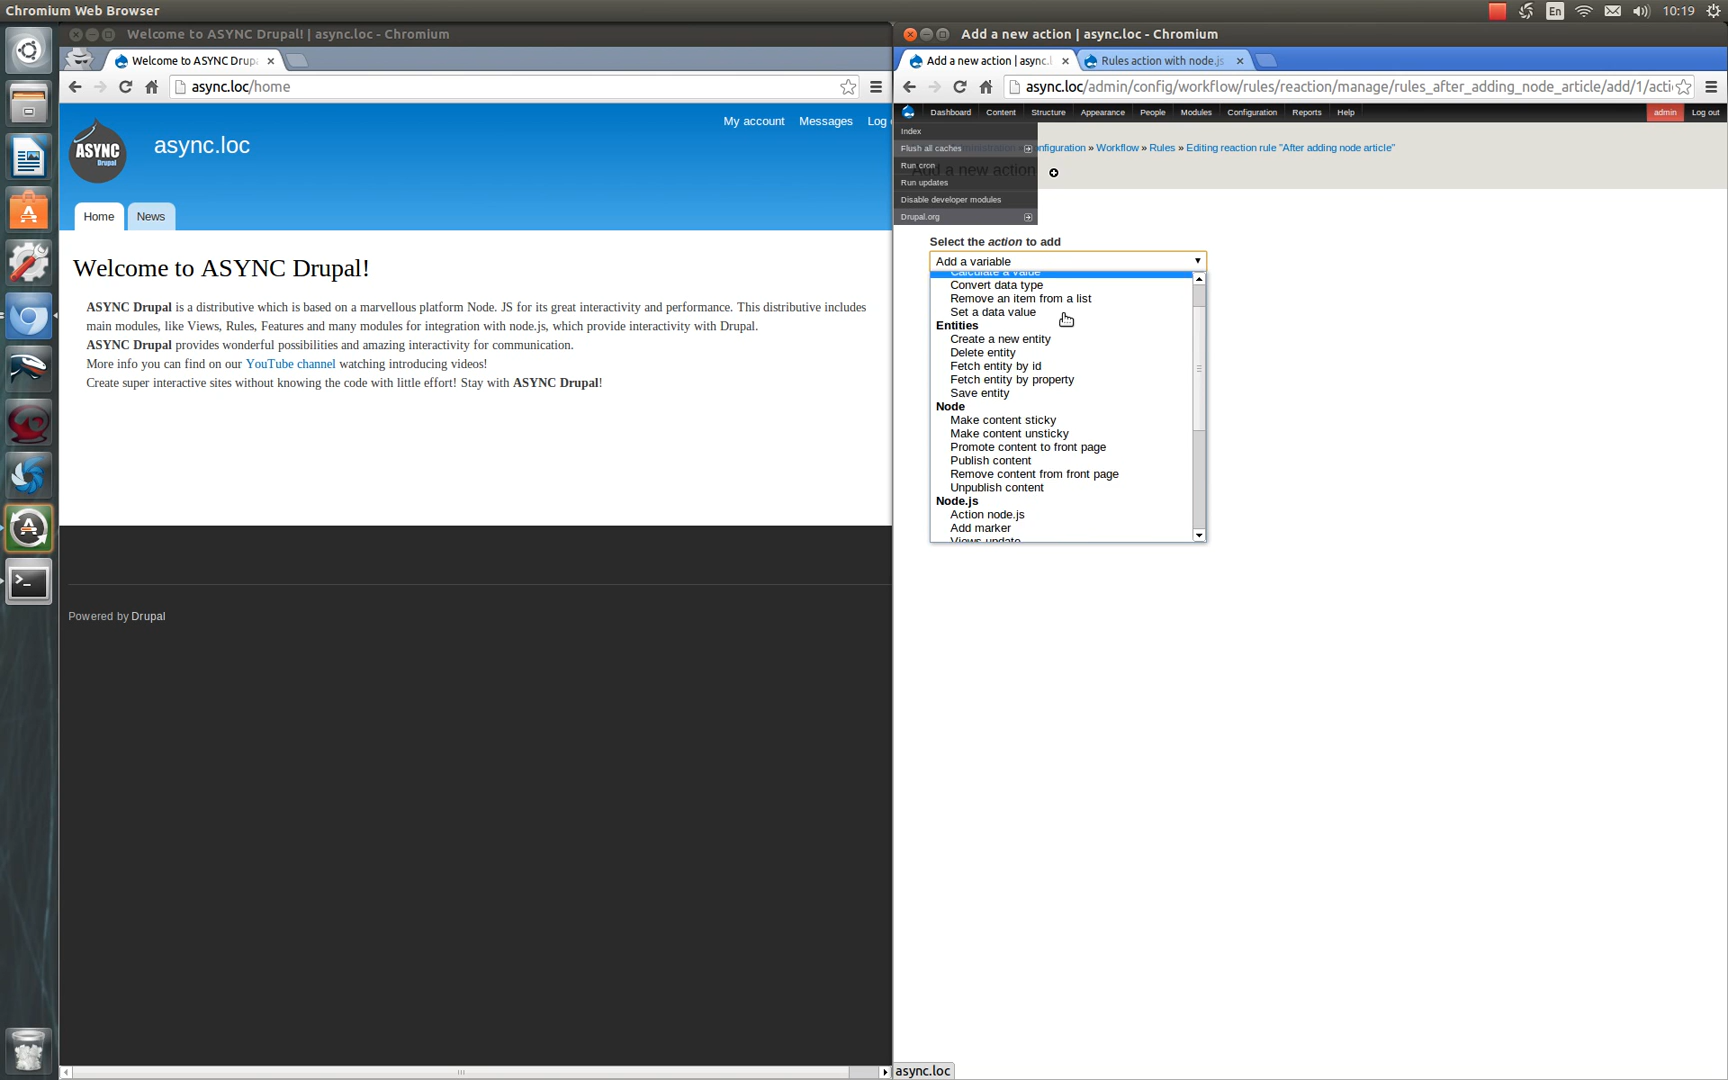 Chromium Web Browser
En
10:19
Welcome to ASYNC Drupal! | async.loc - Chromium
Welcome to ASYNC Drup
async.loc/home
My account Messages Log
ASYNC
Drupal
async.loc
Home News
Welcome to ASYNC Drupal!
ASYNC Drupal is a distributive which is based on a marvellous platform Node. JS for its great interactivity and performance. This distributive includes
main modules, like Views, Rules, Features and many modules for integration with node.js, which provide interactivity with Drupal.
ASYNC Drupal provides wonderful possibilities and amazing interactivity for communication.
More info you can find on our YouTube channel watching introducing videos!
Create super interactive sites without knowing the code with little effort! Stay with ASYNC Drupal!
Powered by Drupal
Add a new action | async.loc - Chromium
Add a new action | async.l
Rules action with node.js
async.loc/admin/config/workflow/rules/reaction/manage/rules_after_adding_node_article/add/1/acti
Dashboard Content Structure Appearance People Modules Configuration Reports Help admin Log out
Index
Flush all caches
Run cron
Run updates
Disable developer modules
Drupal.org
Administration » Configuration » Workflow » Rules » Editing reaction rule "After adding node article"
Add a new action
Select the action to add
Add a variable
Calculate a value
Convert data type
Remove an item from a list
Set a data value
Entities
Create a new entity
Delete entity
Fetch entity by id
Fetch entity by property
Save entity
Node
Make content sticky
Make content unsticky
Promote content to front page
Publish content
Remove content from front page
Unpublish content
Node.js
Action node.js
Add marker
Views update
async.loc